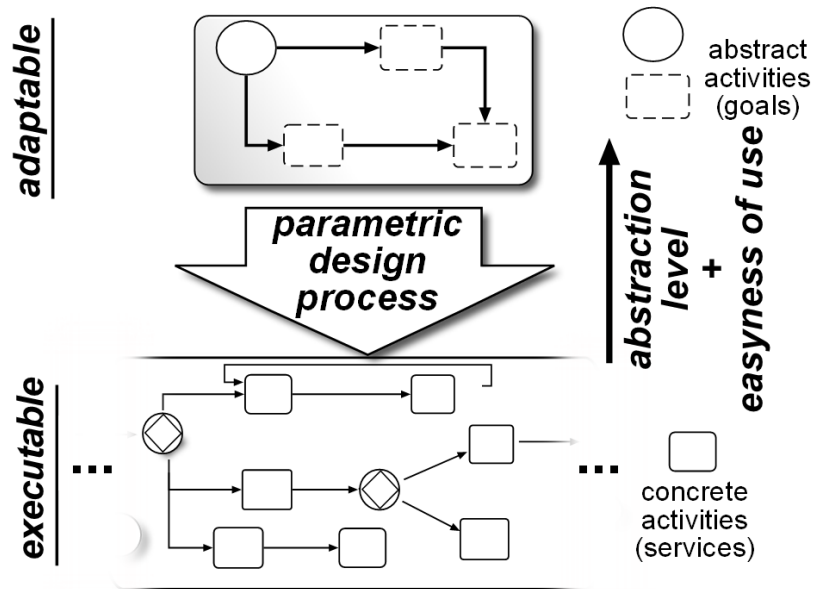 adaptable
abstract
activities
(goals)
parametric
design
process
abstraction
level
+
easyness of use
executable
concrete
activities
(services)